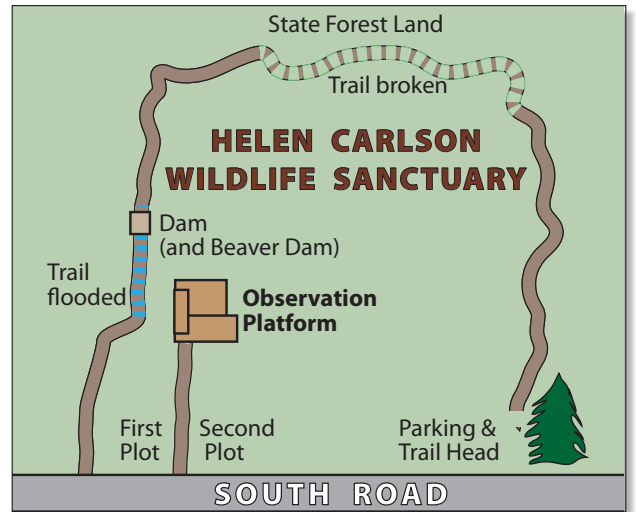 State Forest Land
Trail broken
HELEN CARLSON
WILDLIFE SANCTUARY
Dam
(and Beaver Dam)
Trail
flooded
Observation
Platform
First
Plot
Second
Plot
Parking &
Trail Head
SOUTH ROAD